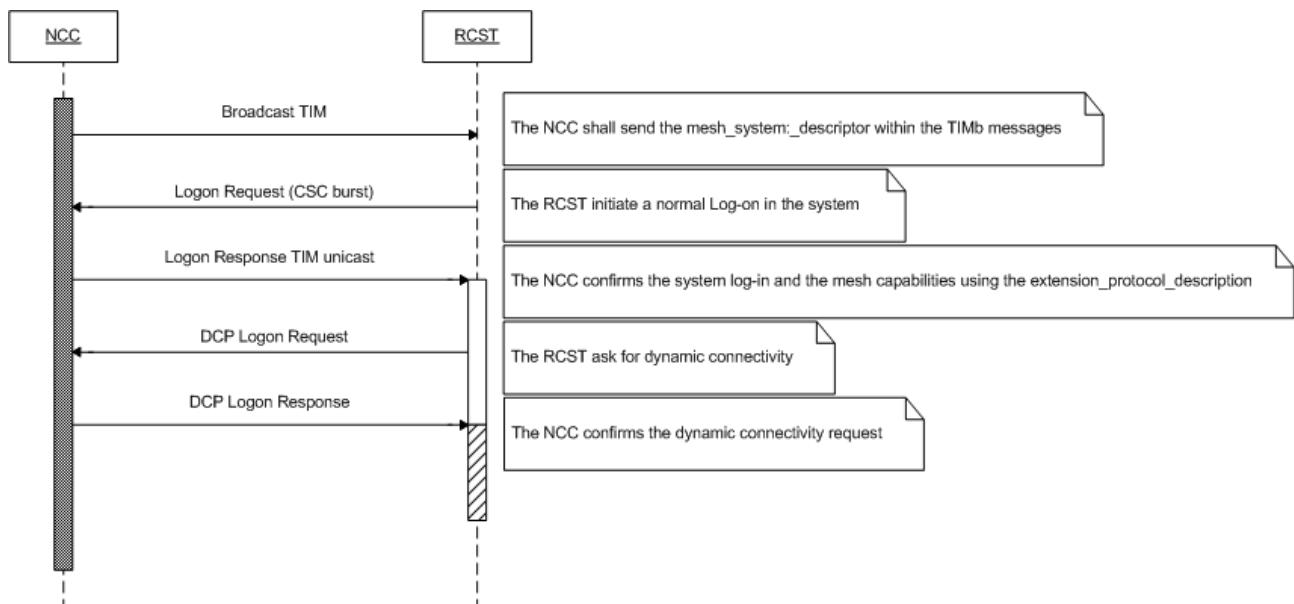 NCC
RCST
Broadcast TIM
The NCC shall send the mesh_system:_descriptor within the TIMb messages
Logon Request (CSC burst)
The RCST initiate a normal Log-on in the system
Logon Response TIM unicast
The NCC confirms the system log-in and the mesh capabilities using the extension_protocol_description
DCP Logon Request
The RCST ask for dynamic connectivity
DCP Logon Response
The NCC confirms the dynamic connectivity request